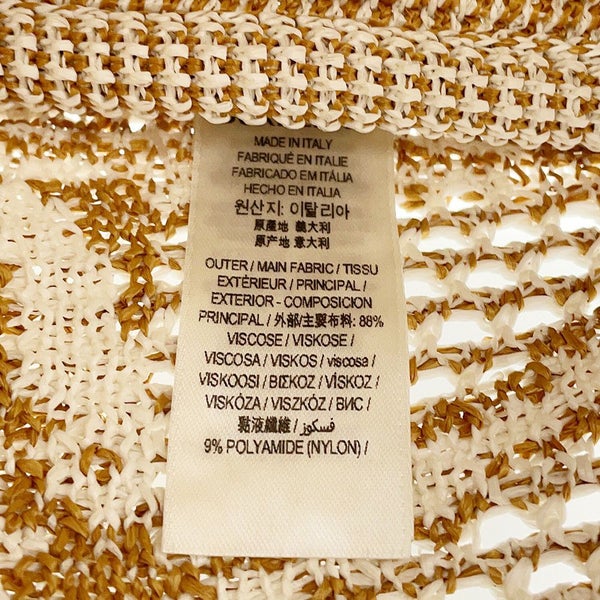 MADE IN ITALY
FABRIQUÉ EN ITALIE
FABRICADO EM ITÁLIA
HECHO EN ITALIA
원산지: 이탈리아
原產地 義大利
原产地 意大利
OUTER / MAIN FABRIC / TISSU
EXTÉRIEUR / PRINCIPAL /
EXTERIOR - COMPOSICION
PRINCIPAL / 外部/主要布料: 88%
VISCOSE / VISKOSE /
VISCOSA / VISKOS / viscosa /
VISKOOSI / ΒΙΣΚΟΖ / VİSKOZ /
VISKÓZA / VISZKÓZ / ВИС /
黏液纖維 / فسكوز /
9% POLYAMIDE (NYLON) /